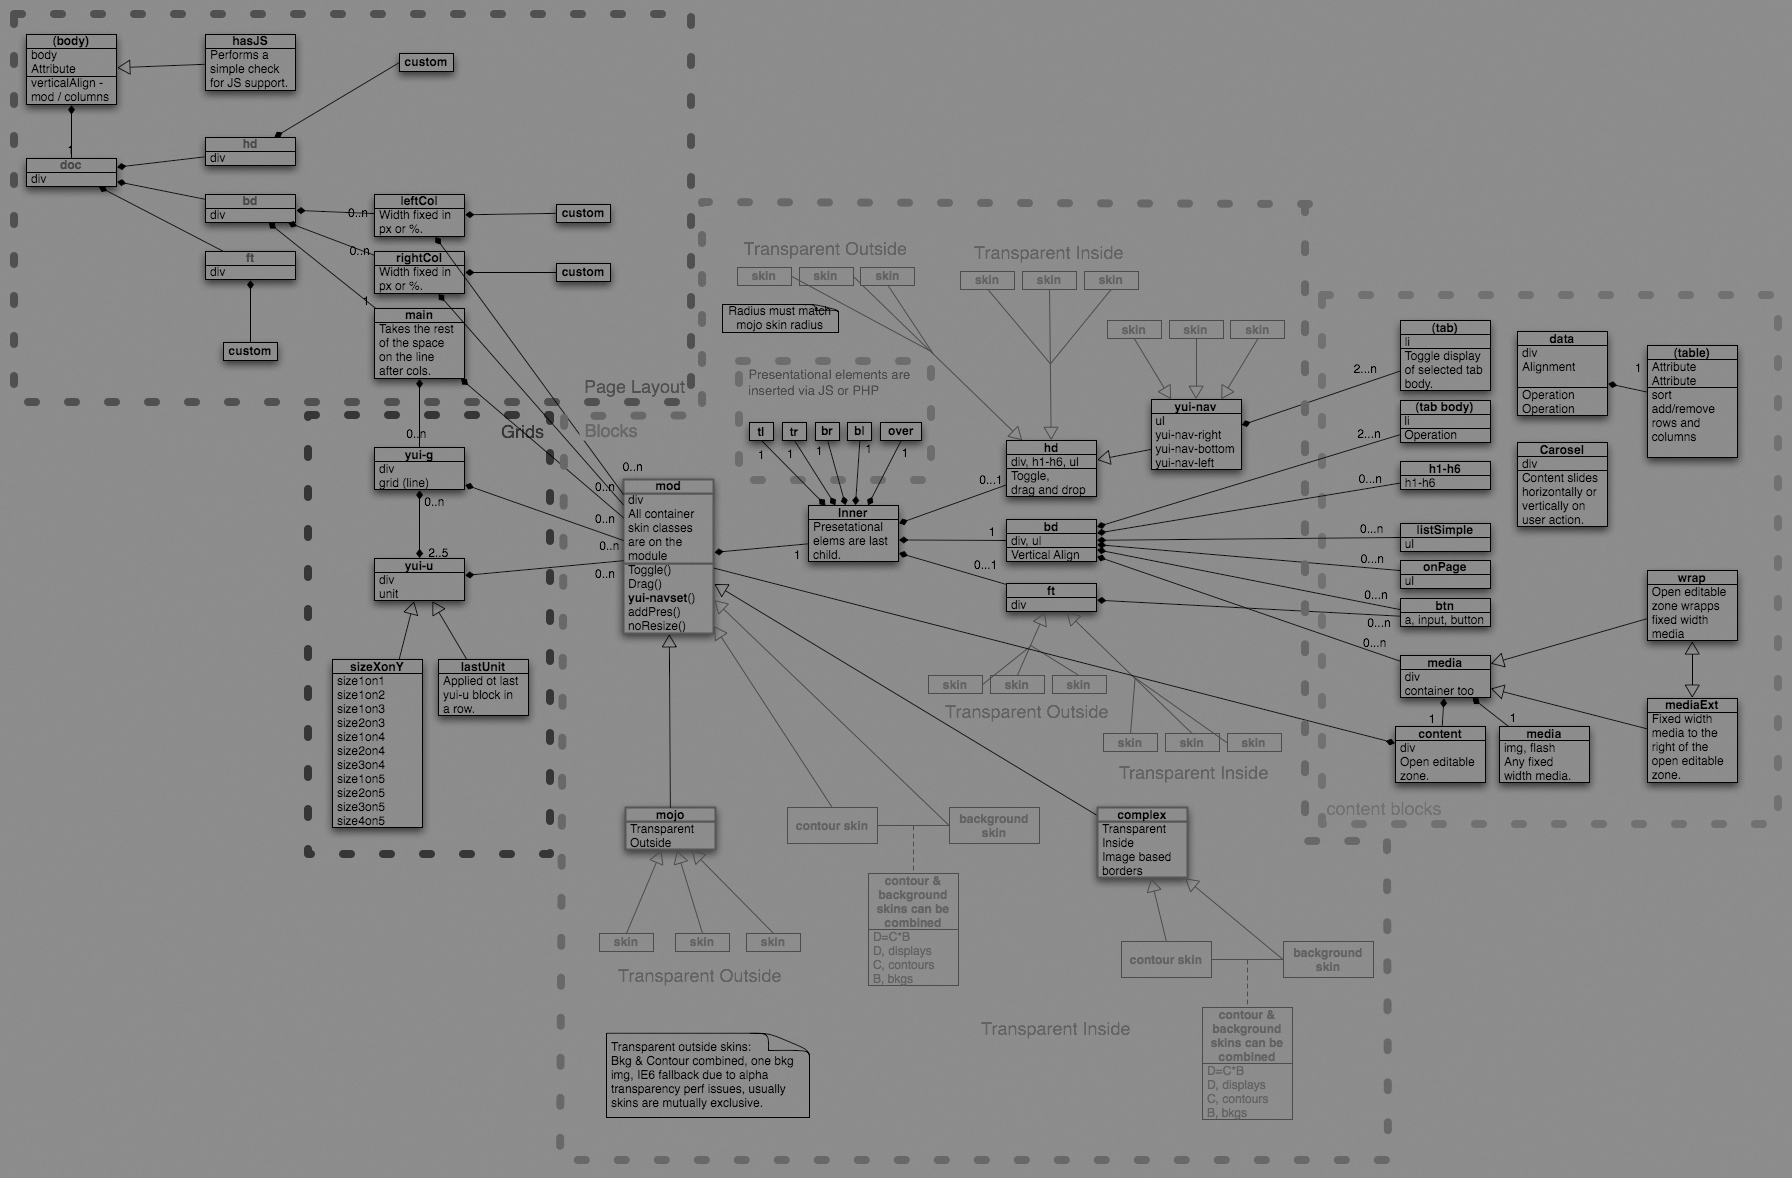 (body)
body
Attribute
verticalAlign -
mod / columns
hasJS
Performs a
simple check
for JS support.
custom
1
doc
div
hd
div
bd
div
ft
div
custom
0..n
leftCol
Width fixed in
px or %.
custom
0..n
rightCol
Width fixed in
px or %.
custom
1
main
Takes the rest
of the space
on the line
after cols.
Page Layout
Grids
0..n
yui-g
div
grid (line)
0..n
2..5
yui-u
div
unit
sizeXonY
size1on1
size1on2
size1on3
size2on3
size1on4
size2on4
size3on4
size1on5
size2on5
size3on5
size4on5
lastUnit
Applied ot last
yui-u block in
a row.
Blocks
0..n
0..n
0..n
0..n
0..n
mod
div
All container
skin classes
are on the
module
Toggle()
Drag()
yui-navset()
addPres()
noResize()
Transparent Outside
skin
skin
skin
Radius must match
mojo skin radius
Transparent Inside
skin
skin
skin
skin
skin
skin
Presentational elements are
inserted via JS or PHP
tl
tr
br
bl
over
1
1
1
1
1
1
Inner
Presetational
elems are last
child.
yui-nav
ul
yui-nav-right
yui-nav-bottom
yui-nav-left
0...1
hd
div, h1-h6, ul
Toggle,
drag and drop
1
bd
div, ul
Vertical Align
0...1
ft
div
skin
skin
skin
Transparent Outside
skin
skin
skin
Transparent Inside
mojo
Transparent
Outside
skin
skin
skin
Transparent Outside
contour skin
background
skin
contour &
background
skins can be
combined
D=C*B
D, displays
C, contours
B, bkgs
complex
Transparent
Inside
Image based
borders
contour skin
background
skin
contour &
background
skins can be
combined
D=C*B
D, displays
C, contours
B, bkgs
Transparent Inside
Transparent outside skins:
Bkg & Contour combined, one bkg
img, IE6 fallback due to alpha
transparency perf issues, usually
skins are mutually exclusive.
2...n
(tab)
li
Toggle display
of selected tab
body.
2...n
(tab body)
li
Operation
0...n
h1-h6
h1-h6
0...n
listSimple
ul
0...n
onPage
ul
0...n
0...n
btn
a, input, button
0...n
media
div
container too
1
1
content
div
Open editable
zone.
media
img, flash
Any fixed
width media.
data
div
Alignment
Operation
Operation
1
(table)
Attribute
Attribute
sort
add/remove
rows and
columns
Carosel
div
Content slides
horizontally or
vertically on
user action.
wrap
Open editable
zone wrapps
fixed width
media
mediaExt
Fixed width
media to the
right of the
open editable
zone.
content blocks